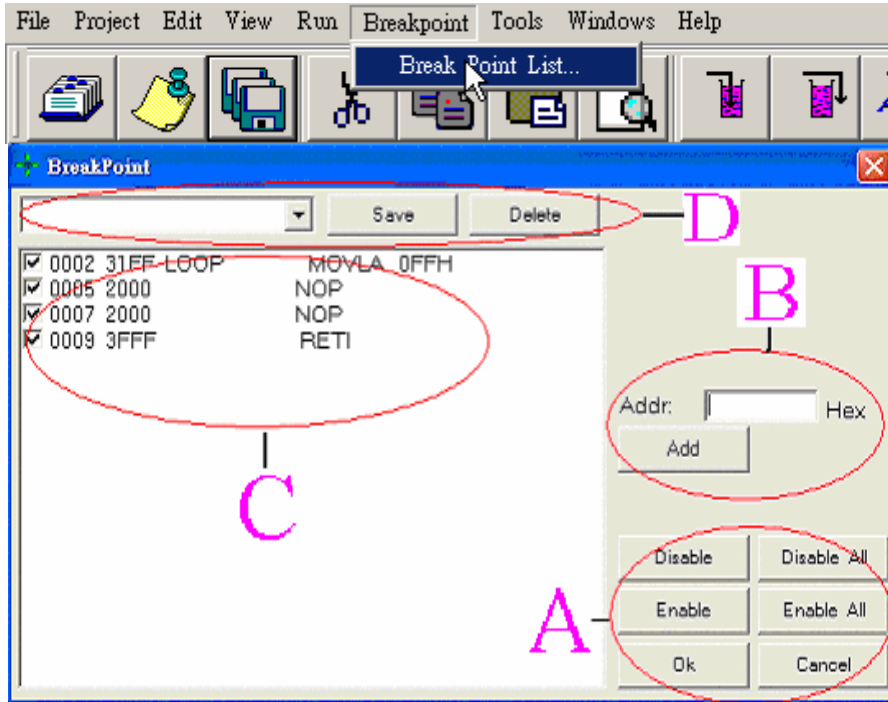 File Project Edit View Run Breakpoint Tools Windows Help
Break Point List...
BreakPoint
Save Delete
D
0002 31FF LOOP MOVLA 0FFH
0005 2000 NOP
0007 2000 NOP
0009 3FFF RETI
B
Addr: Hex
Add
C
Disable Disable All
A
Enable Enable All
Ok Cancel